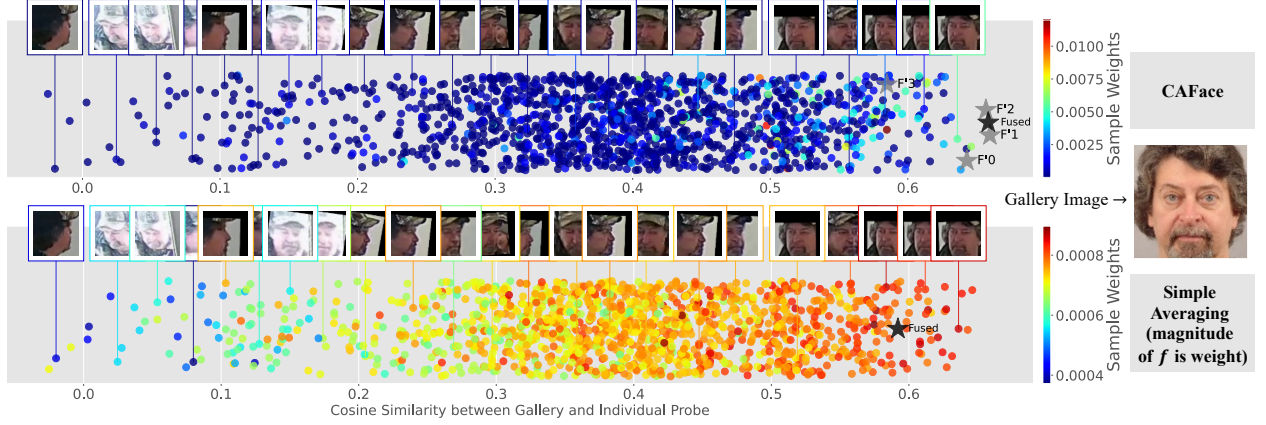 F'3
F'2
Fused
F'1
F'0
0.0 0.1 0.2 0.3 0.4 0.5 0.6
0.0100
0.0075
0.0050
0.0025
Sample Weights
CAFace
Gallery Image →
Fused
0.0 0.1 0.2 0.3 0.4 0.5 0.6
Cosine Similarity between Gallery and Individual Probe
0.0008
0.0006
0.0004
Sample Weights
Simple
Averaging
(magnitude
of f is weight)